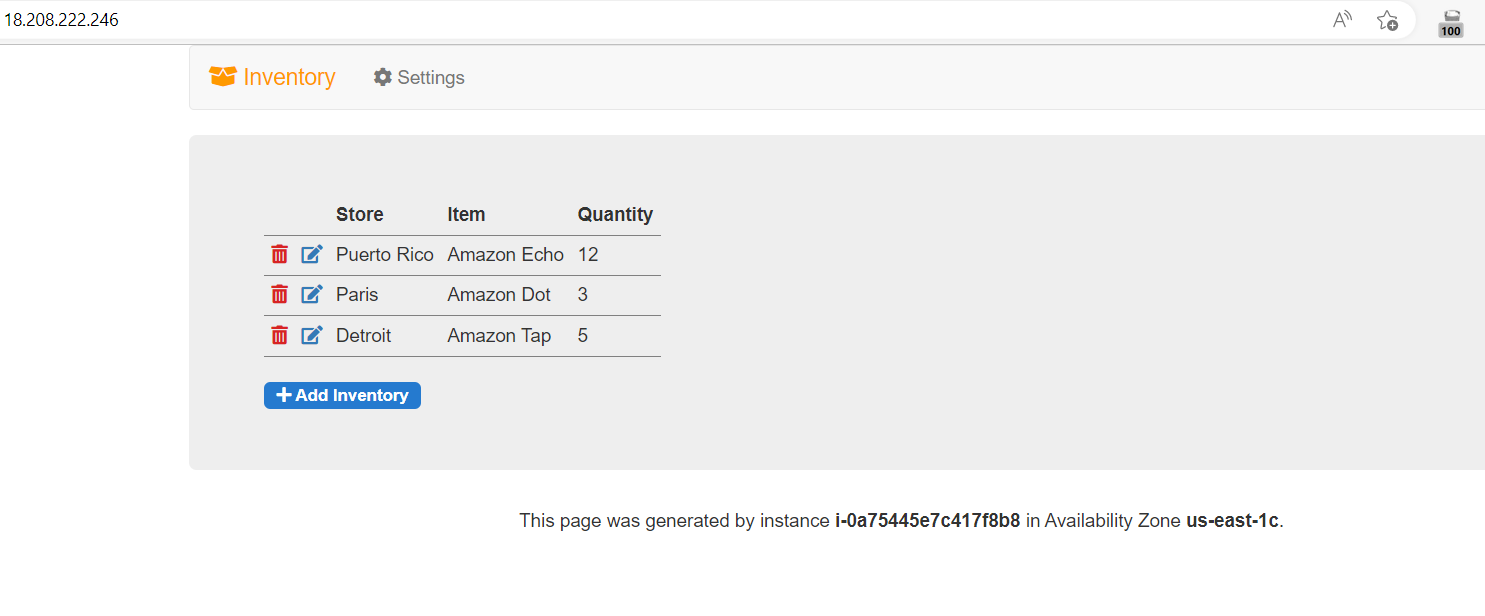 18.208.222.246
A
100
Inventory Settings
Store Item Quantity
Puerto Rico Amazon Echo 12
Paris Amazon Dot 3
Detroit Amazon Tap 5
Add Inventory
This page was generated by instance i-0a75445e7c417f8b8 in Availability Zone us-east-1c.